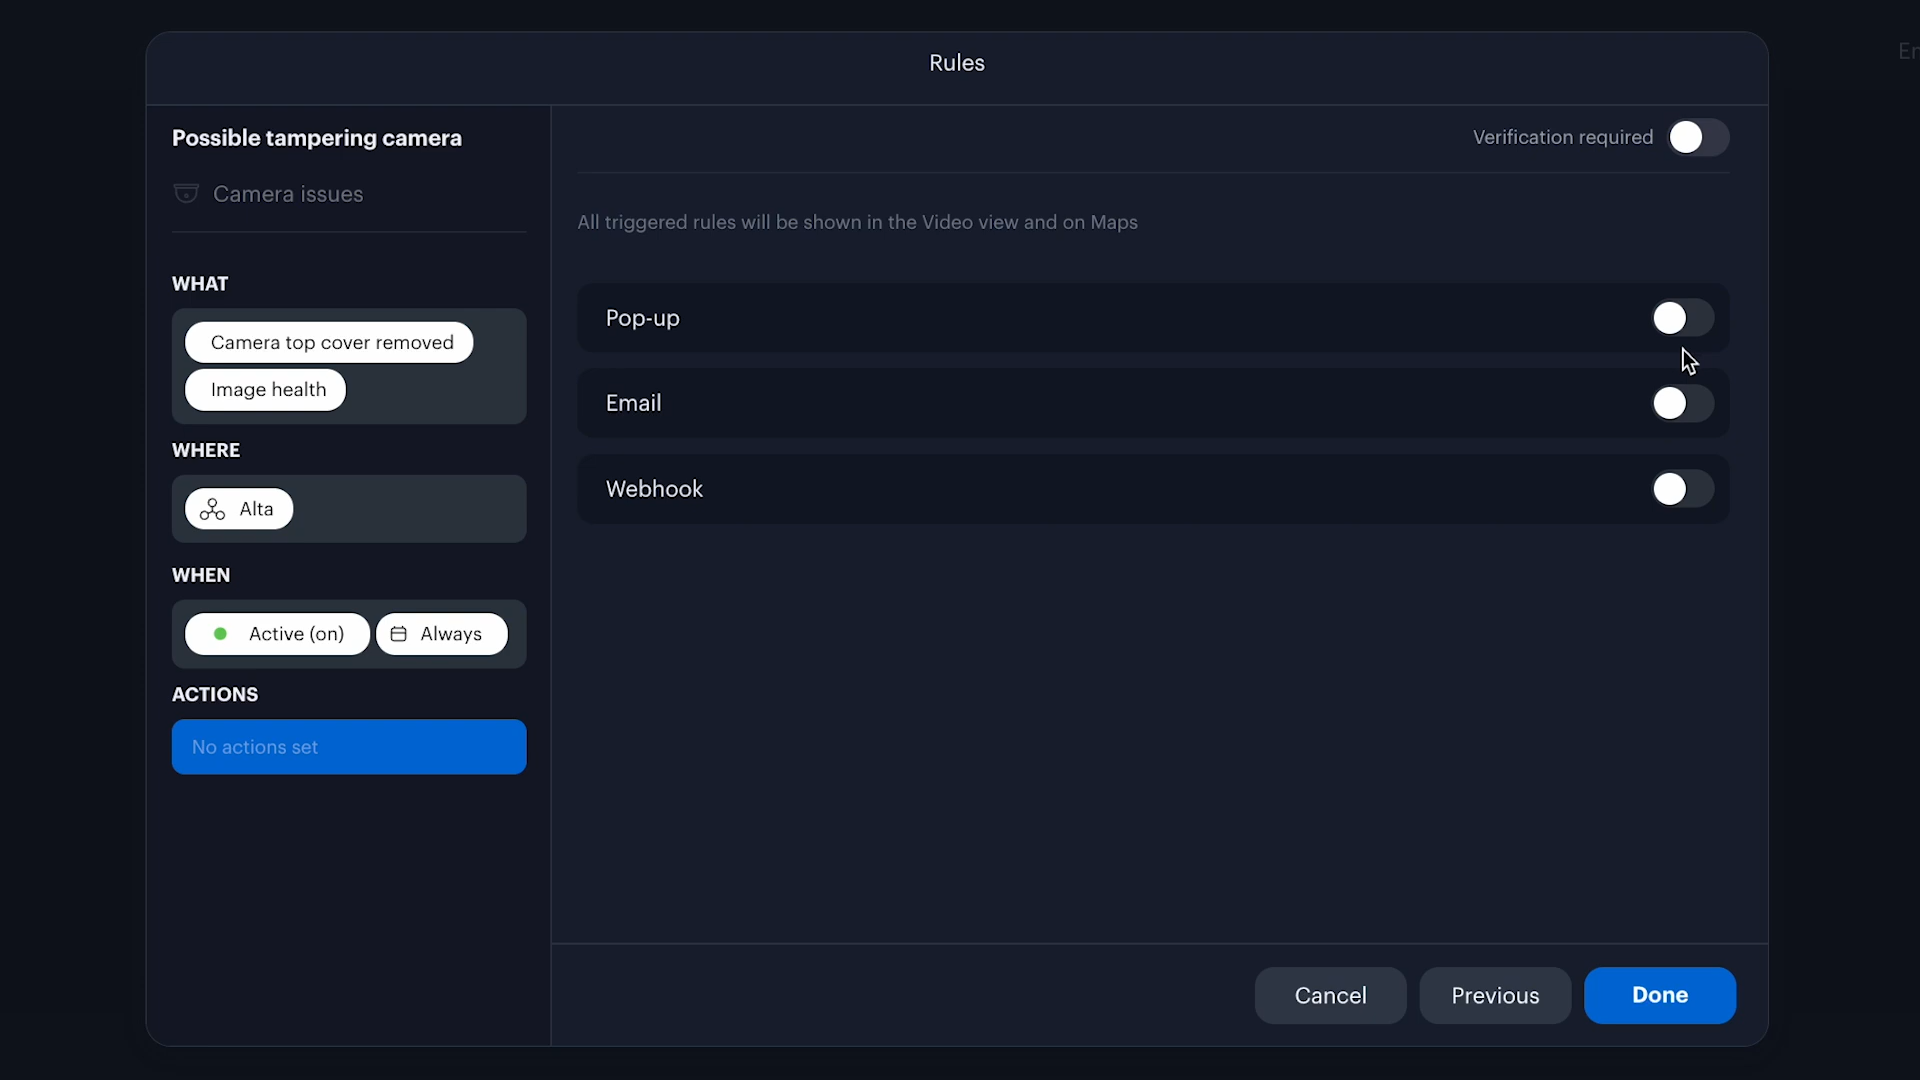 Rules
Possible tampering camera
Camera issues
WHAT
Camera top cover removed
Image health
WHERE
Alta
WHEN
Active (on)
Always
ACTIONS
No actions set
Verification required
All triggered rules will be shown in the Video view and on Maps
Pop-up
Email
Webhook
Cancel
Previous
Done